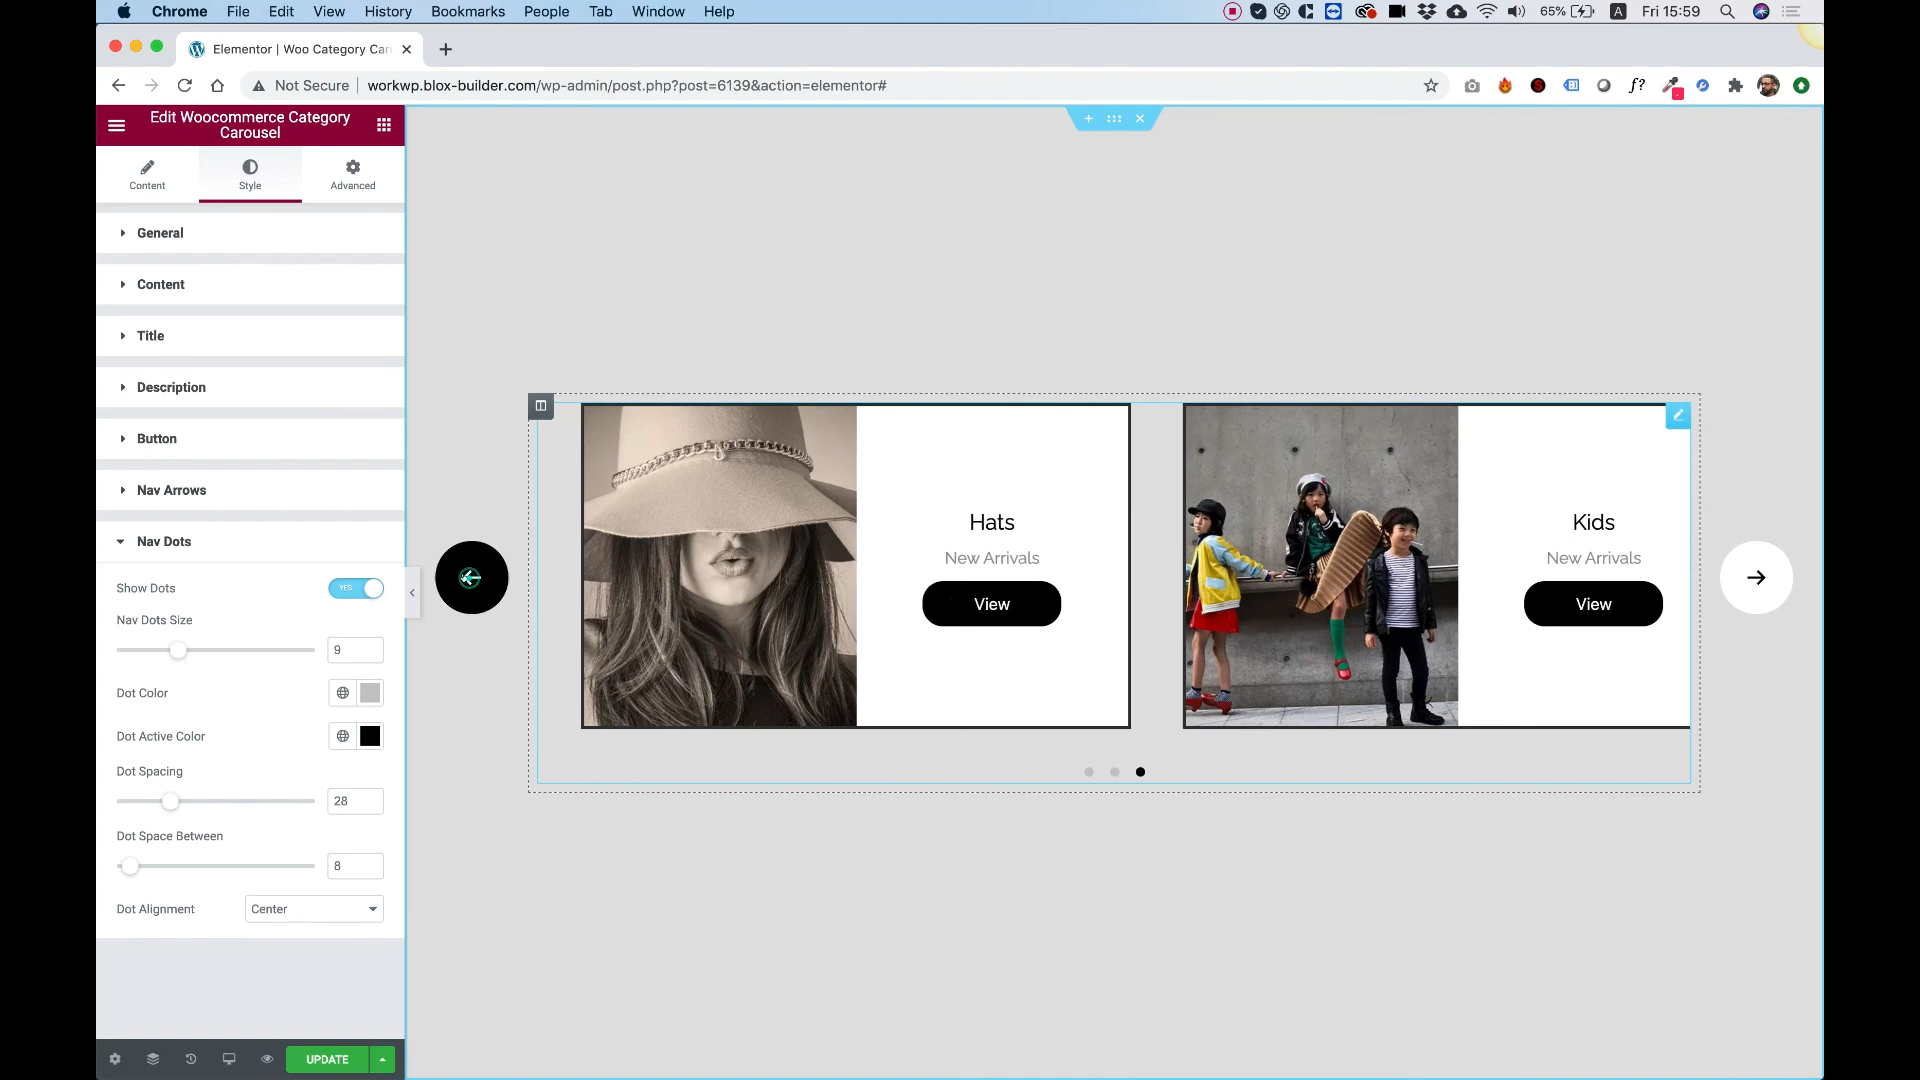 Chrome File Edit View History Bookmarks People Tab Window Help 65% A Fri 15:59
Elementor | Woo Category Car
Not Secure workwp.blox-builder.com/wp-admin/post.php?post=6139&action=elementor# f?
Edit Woocommerce Category
Carousel
Content Style Advanced
General
Content
Title
Description
Button
Nav Arrows
Nav Dots
Show Dots YES
Nav Dots Size
9
Dot Color
Dot Active Color
Dot Spacing
28
Dot Space Between
8
Dot Alignment Center
UPDATE
Hats
New Arrivals
View
Kids
New Arrivals
View